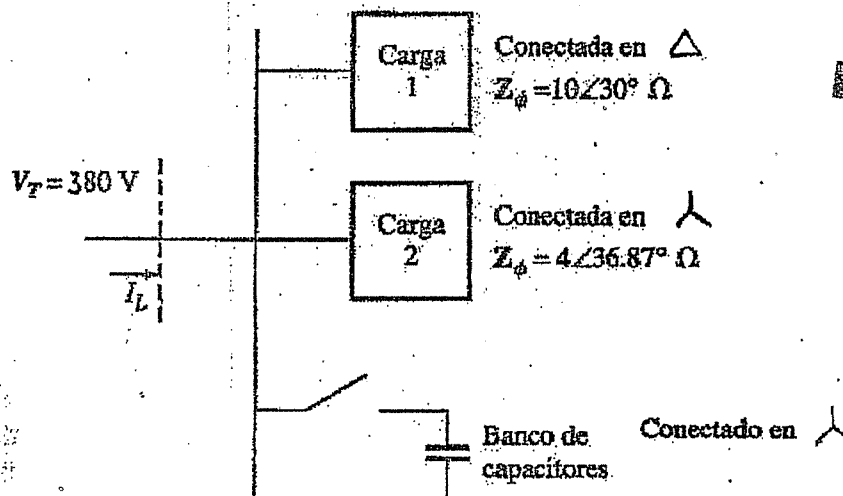 Carga
1
Conectada en △
Z_ϕ = 10∠30° Ω
V_T = 380 V
Carga
2
Conectada en
Z_ϕ = 4∠36.87° Ω
I_L
Banco de
capacitores
Conectado en